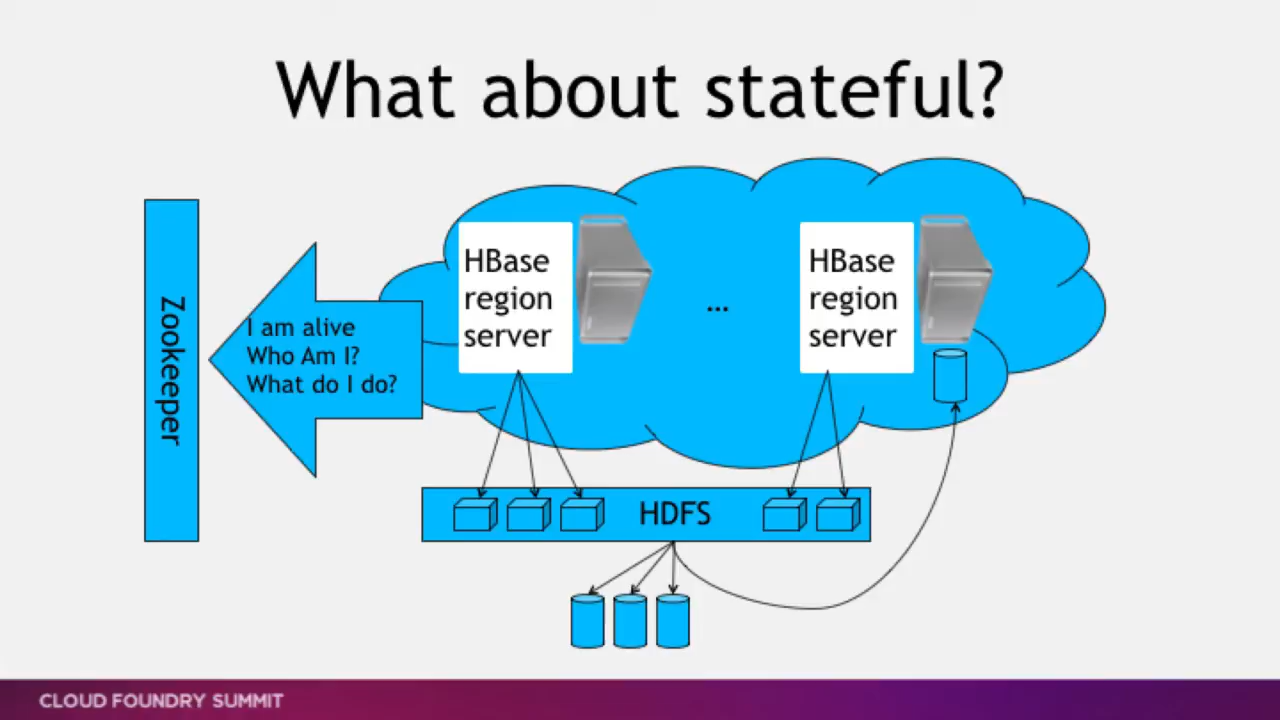 What about stateful?
Zookeeper
I am alive
Who Am I?
What do I do?
HBase
region
server
...
HBase
region
server
HDFS
CLOUD FOUNDRY SUMMIT